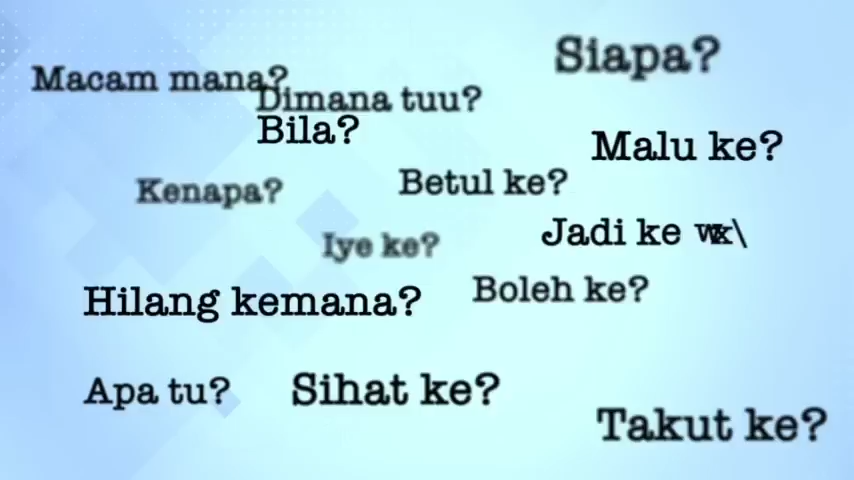 Siapa?
Macam mana?
Dimana tuu?
Bila?
Malu ke?
Kenapa?
Betul ke?
Iye ke?
Jadi ke
Hilang kemana?
Boleh ke?
Apa tu?
Sihat ke?
Takut ke?